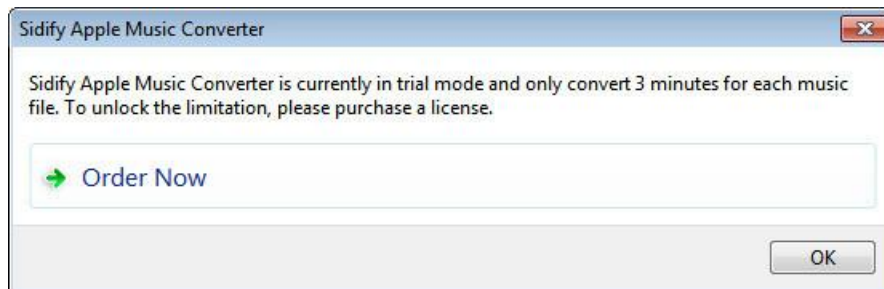 Sidify Apple Music Converter
Sidify Apple Music Converter is currently in trial mode and only convert 3 minutes for each music
file. To unlock the limitation, please purchase a license.
Order Now
OK